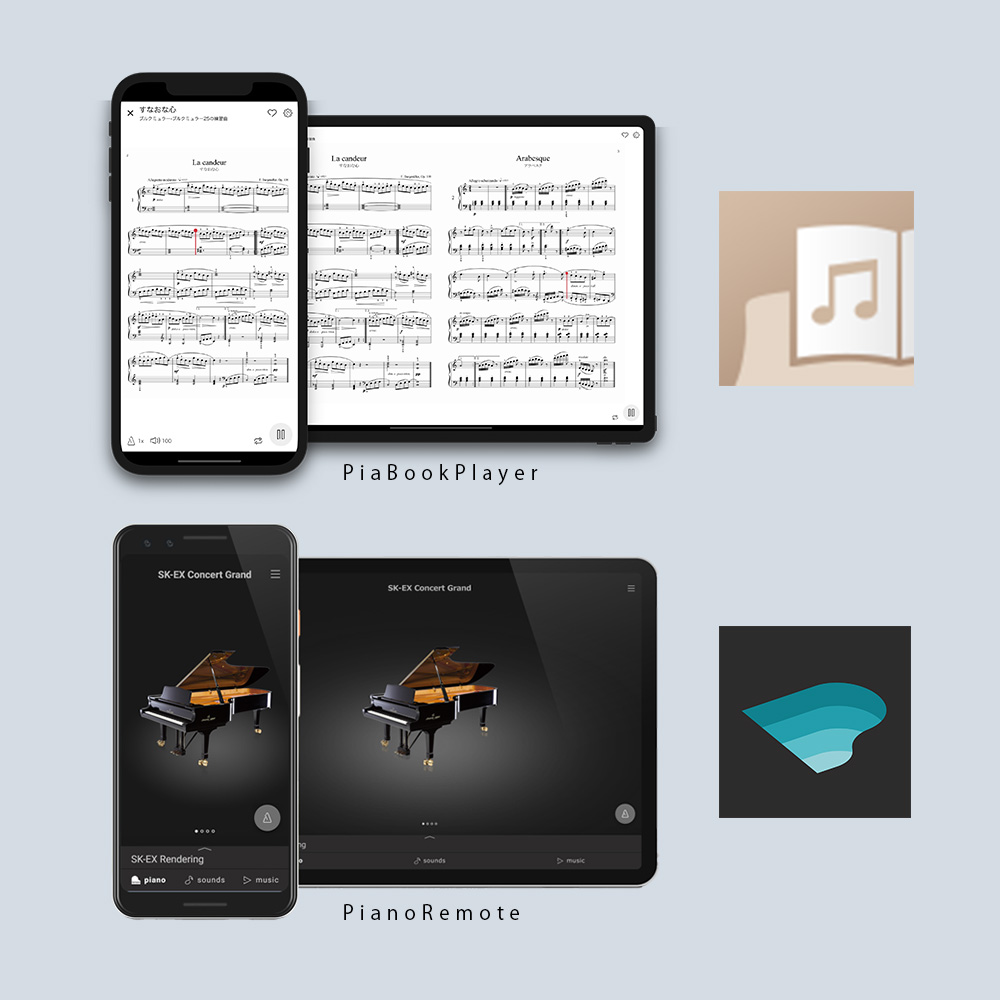 すなおな心
ブルクミュラー-ブルクミュラー25の練習曲
La candeur
すなおな心
1x
100
La candeur
すなおな心
Arabesque
アラベスク
PiaBookPlayer
SK-EX Concert Grand
SK-EX Rendering
piano
sounds
music
SK-EX Concert Grand
sounds
music
PianoRemote